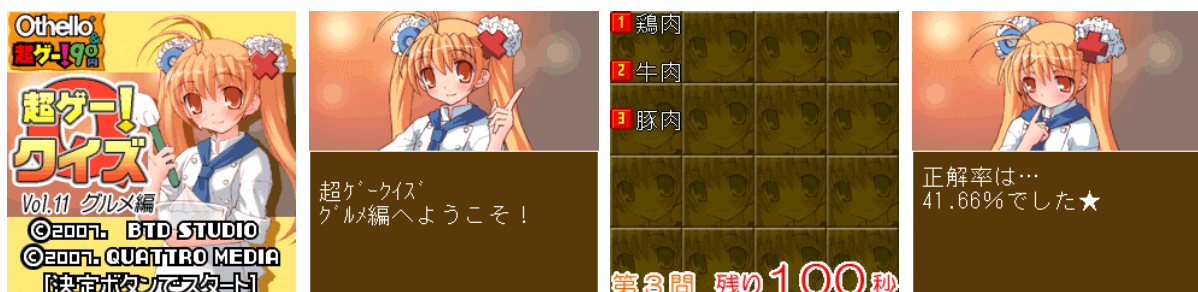 Othello
&
超ゲー!90円
超ゲー!
クイズ
Vol.11 グルメ編
©2007. BTD STUDIO
©2007. QUATTRO MEDIA
[決定ボタンでスタート]
超ｹﾞｰｸｲｽﾞ
ｸﾞﾙﾒ編へようこそ！
1 鶏肉
2 牛肉
3 豚肉
第3問 残り100秒
正解率は…
41.66%でした★